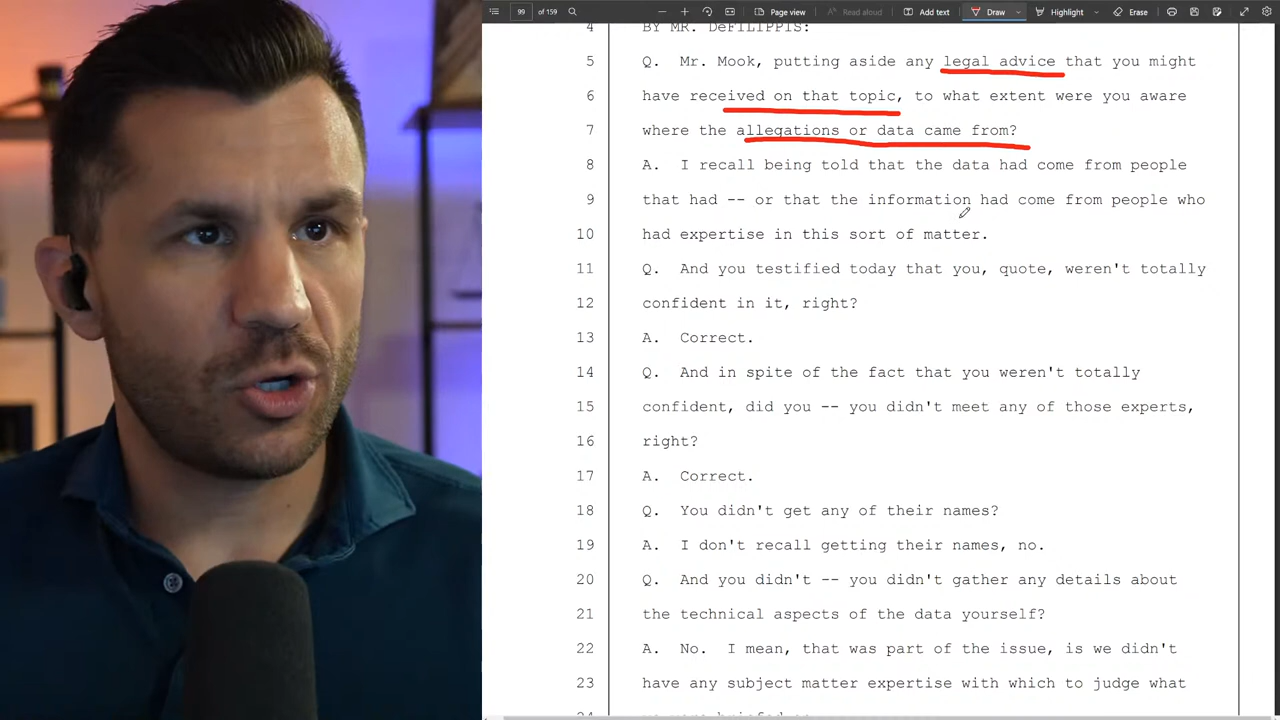 99 of 159 Page view Read aloud Add text Draw Highlight Erase
4 BY MR. DeFILIPPIS:
5 Q. Mr. Mook, putting aside any legal advice that you might
6 have received on that topic, to what extent were you aware
7 where the allegations or data came from?
8 A. I recall being told that the data had come from people
9 that had -- or that the information had come from people who
10 had expertise in this sort of matter.
11 Q. And you testified today that you, quote, weren't totally
12 confident in it, right?
13 A. Correct.
14 Q. And in spite of the fact that you weren't totally
15 confident, did you -- you didn't meet any of those experts,
16 right?
17 A. Correct.
18 Q. You didn't get any of their names?
19 A. I don't recall getting their names, no.
20 Q. And you didn't -- you didn't gather any details about
21 the technical aspects of the data yourself?
22 A. No. I mean, that was part of the issue, is we didn't
23 have any subject matter expertise with which to judge what